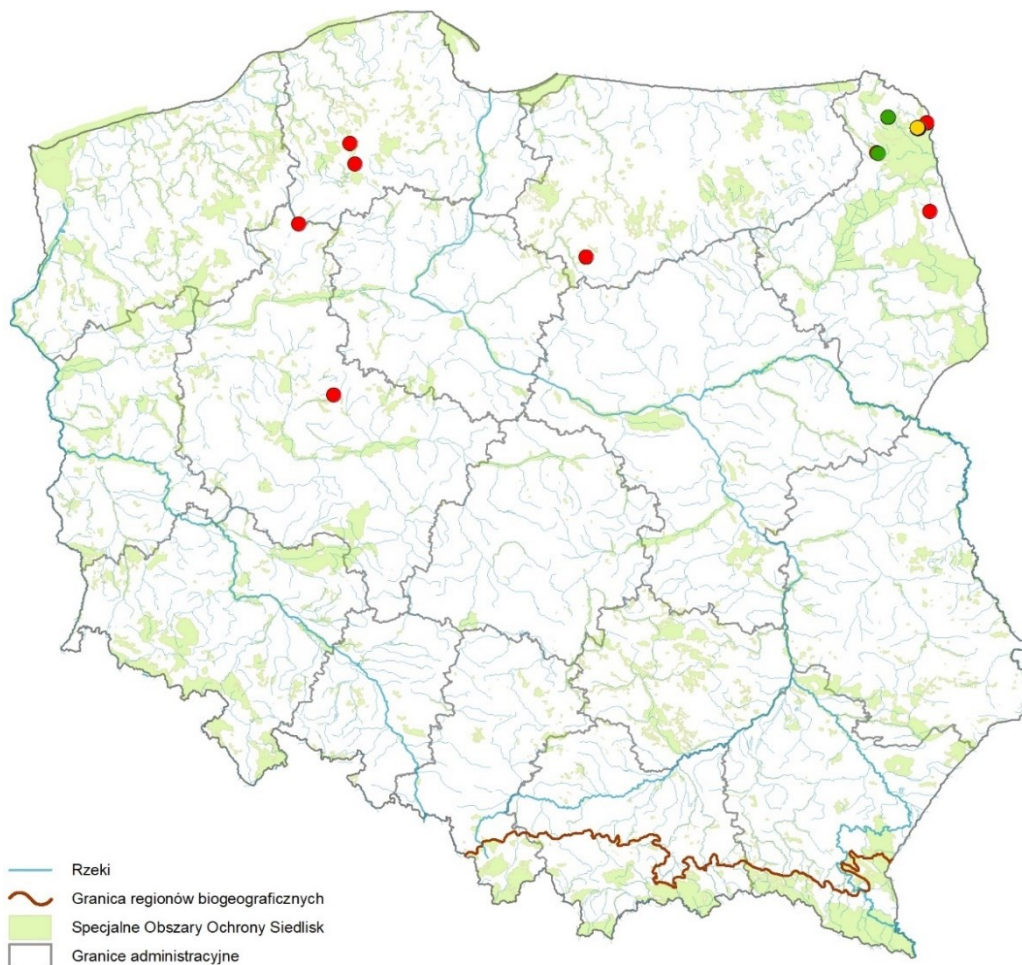 Rzeki
Granica regionów biogeograficznych
Specjalne Obszary Ochrony Siedlisk
Granice administracyjne